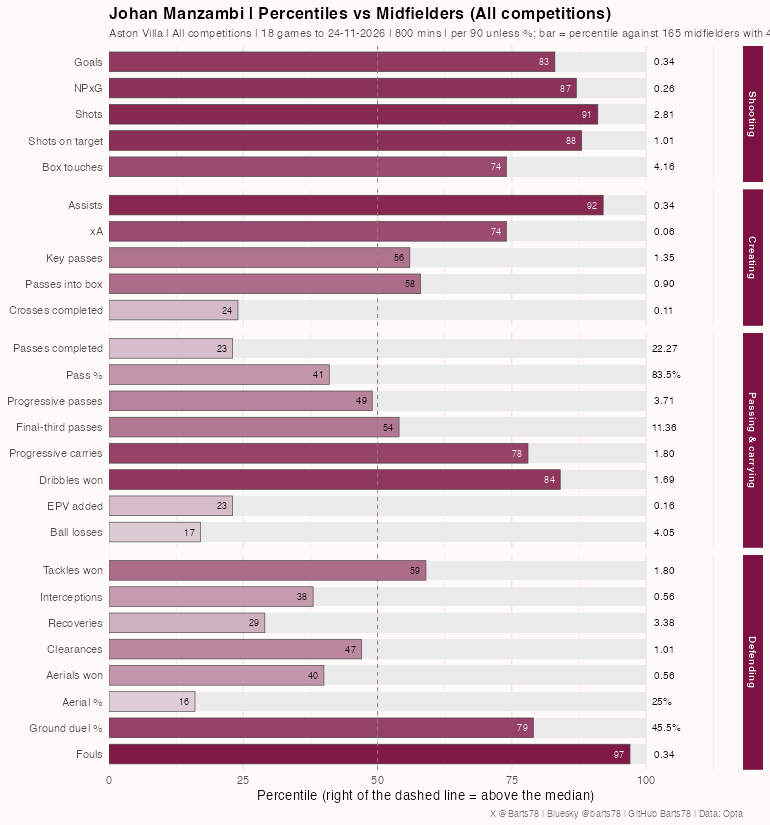 Johan Manzambi | Percentiles vs Midfielders (All competitions)
Aston Villa | All competitions | 18 games to 24-11-2026 | 800 mins | per 90 unless %; bar = percentile against 165 midfielders with 4
Goals 83 0.34
NPxG 87 0.26
Shots 91 2.81
Shots on target 88 1.01
Box touches 74 4.16
Shooting
Assists 92 0.34
xA 74 0.06
Key passes 56 1.35
Passes into box 58 0.90
Crosses completed 24 0.11
Creating
Passes completed 23 22.27
Pass % 41 83.5%
Progressive passes 49 3.71
Final-third passes 54 11.36
Progressive carries 78 1.80
Dribbles won 84 1.69
EPV added 23 0.16
Ball losses 17 4.05
Passing & carrying
Tackles won 59 1.80
Interceptions 38 0.56
Recoveries 29 3.38
Clearances 47 1.01
Aerials won 40 0.56
Aerial % 16 25%
Ground duel % 79 45.5%
Fouls 97 0.34
Defending
0 25 50 75 100
Percentile (right of the dashed line = above the median)
X @Barts78 | Bluesky @barts78 | GitHub Barts78 | Data: Opta